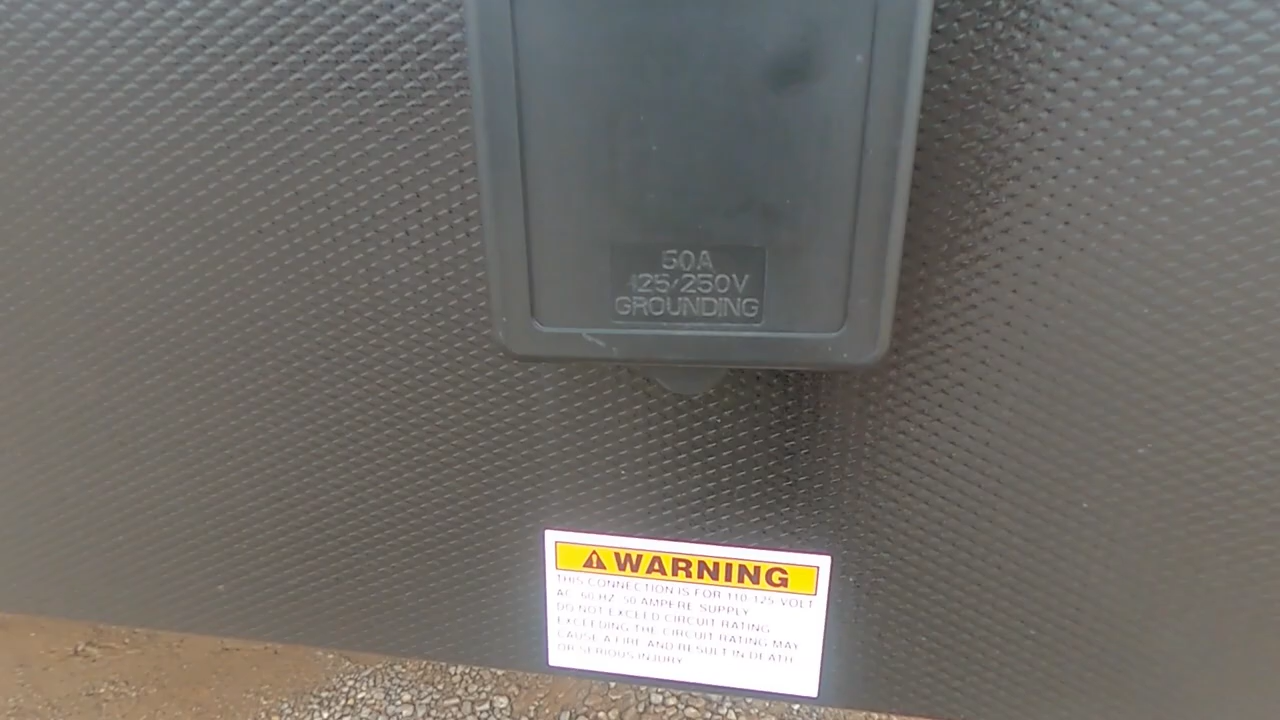 50A
125/250V
GROUNDING
WARNING
THIS CONNECTION IS FOR 110-125 VOLT
AC, 60 HZ, 50 AMPERE SUPPLY.
DO NOT EXCEED CIRCUIT RATING.
EXCEEDING THE CIRCUIT RATING MAY
CAUSE A FIRE AND RESULT IN DEATH
OR SERIOUS INJURY.